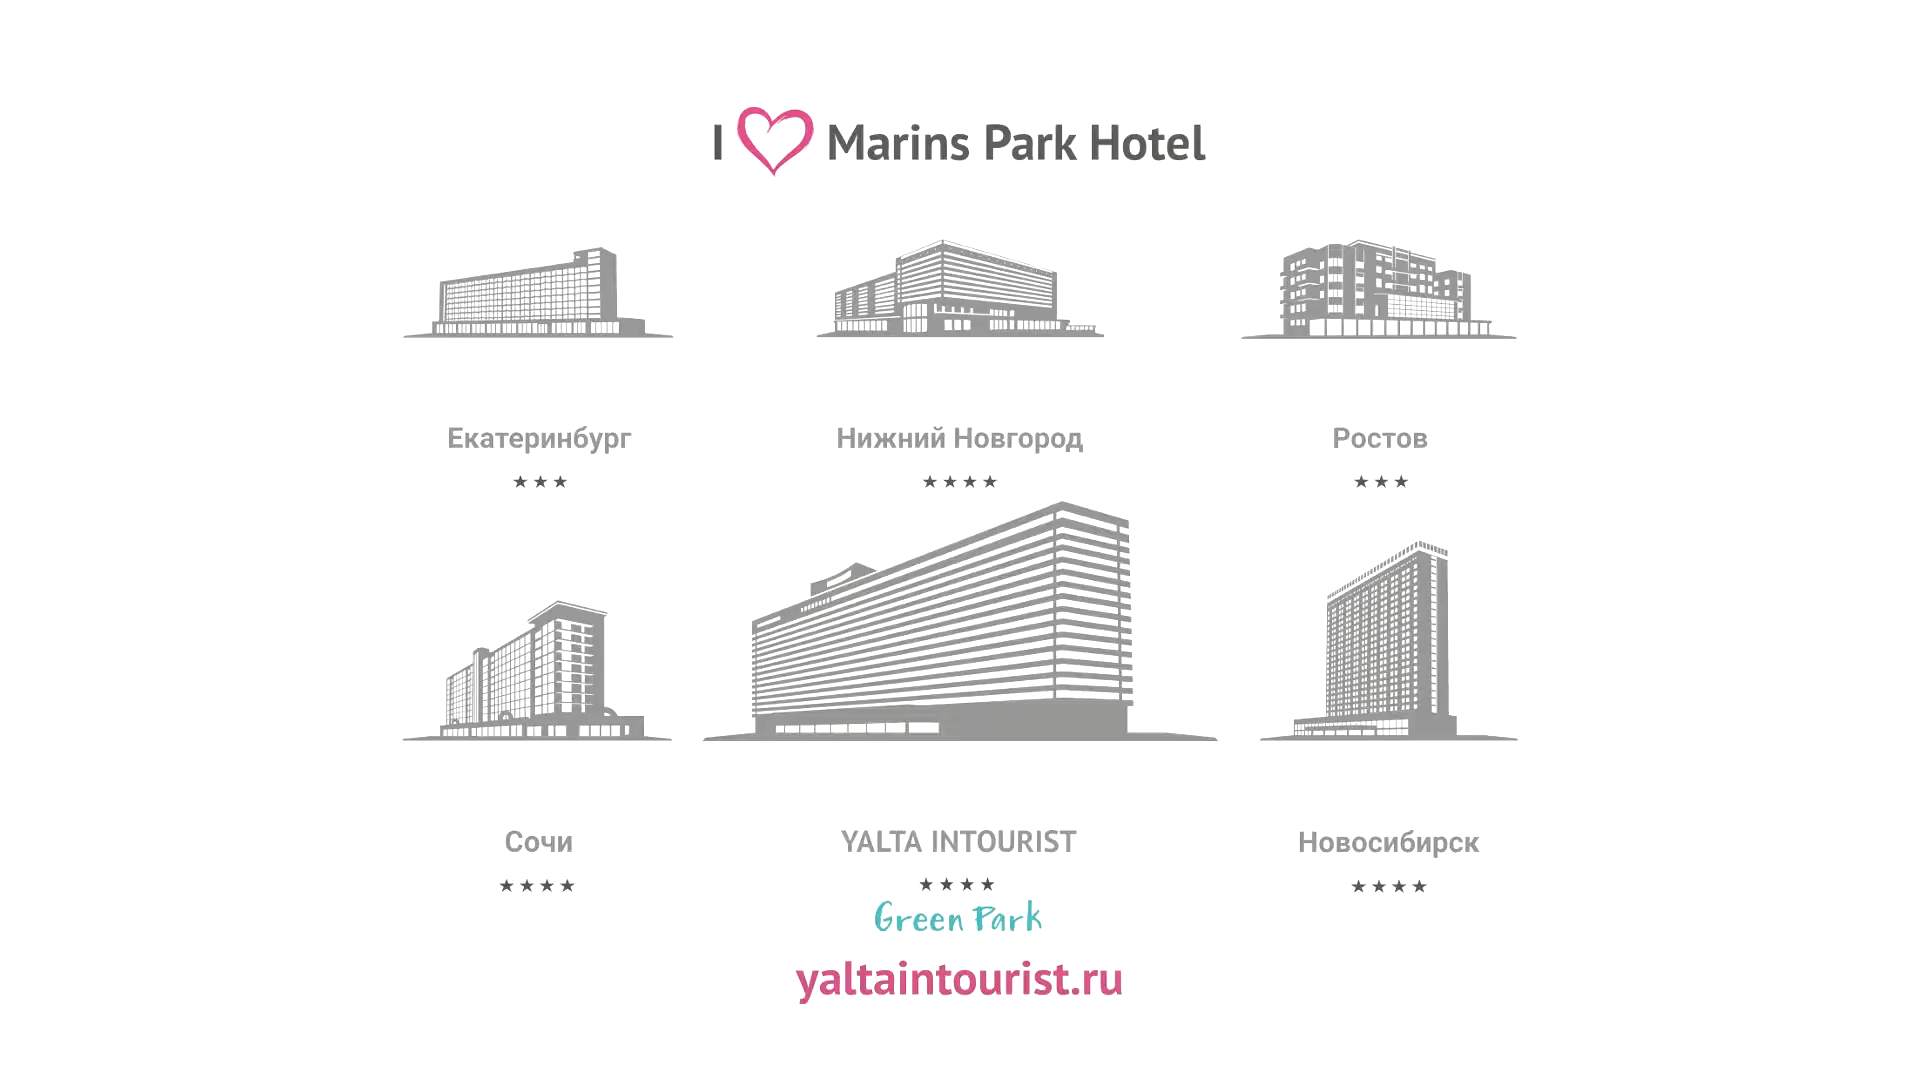 I Marins Park Hotel
Екатеринбург
Нижний Новгород
Ростов
Сочи
YALTA INTOURIST
Новосибирск
Green Park
yaltaintourist.ru